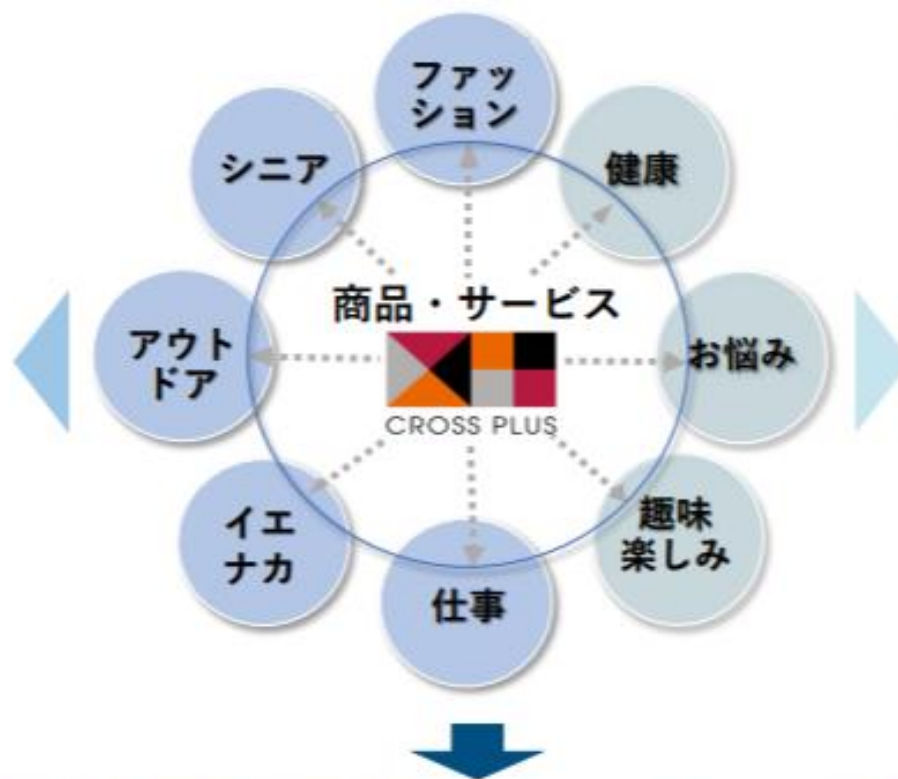 ファッ
ション
シニア
健康
商品・サービス
CROSS PLUS
アウト
ドア
お悩み
イエ
ナカ
趣味
楽しみ
仕事